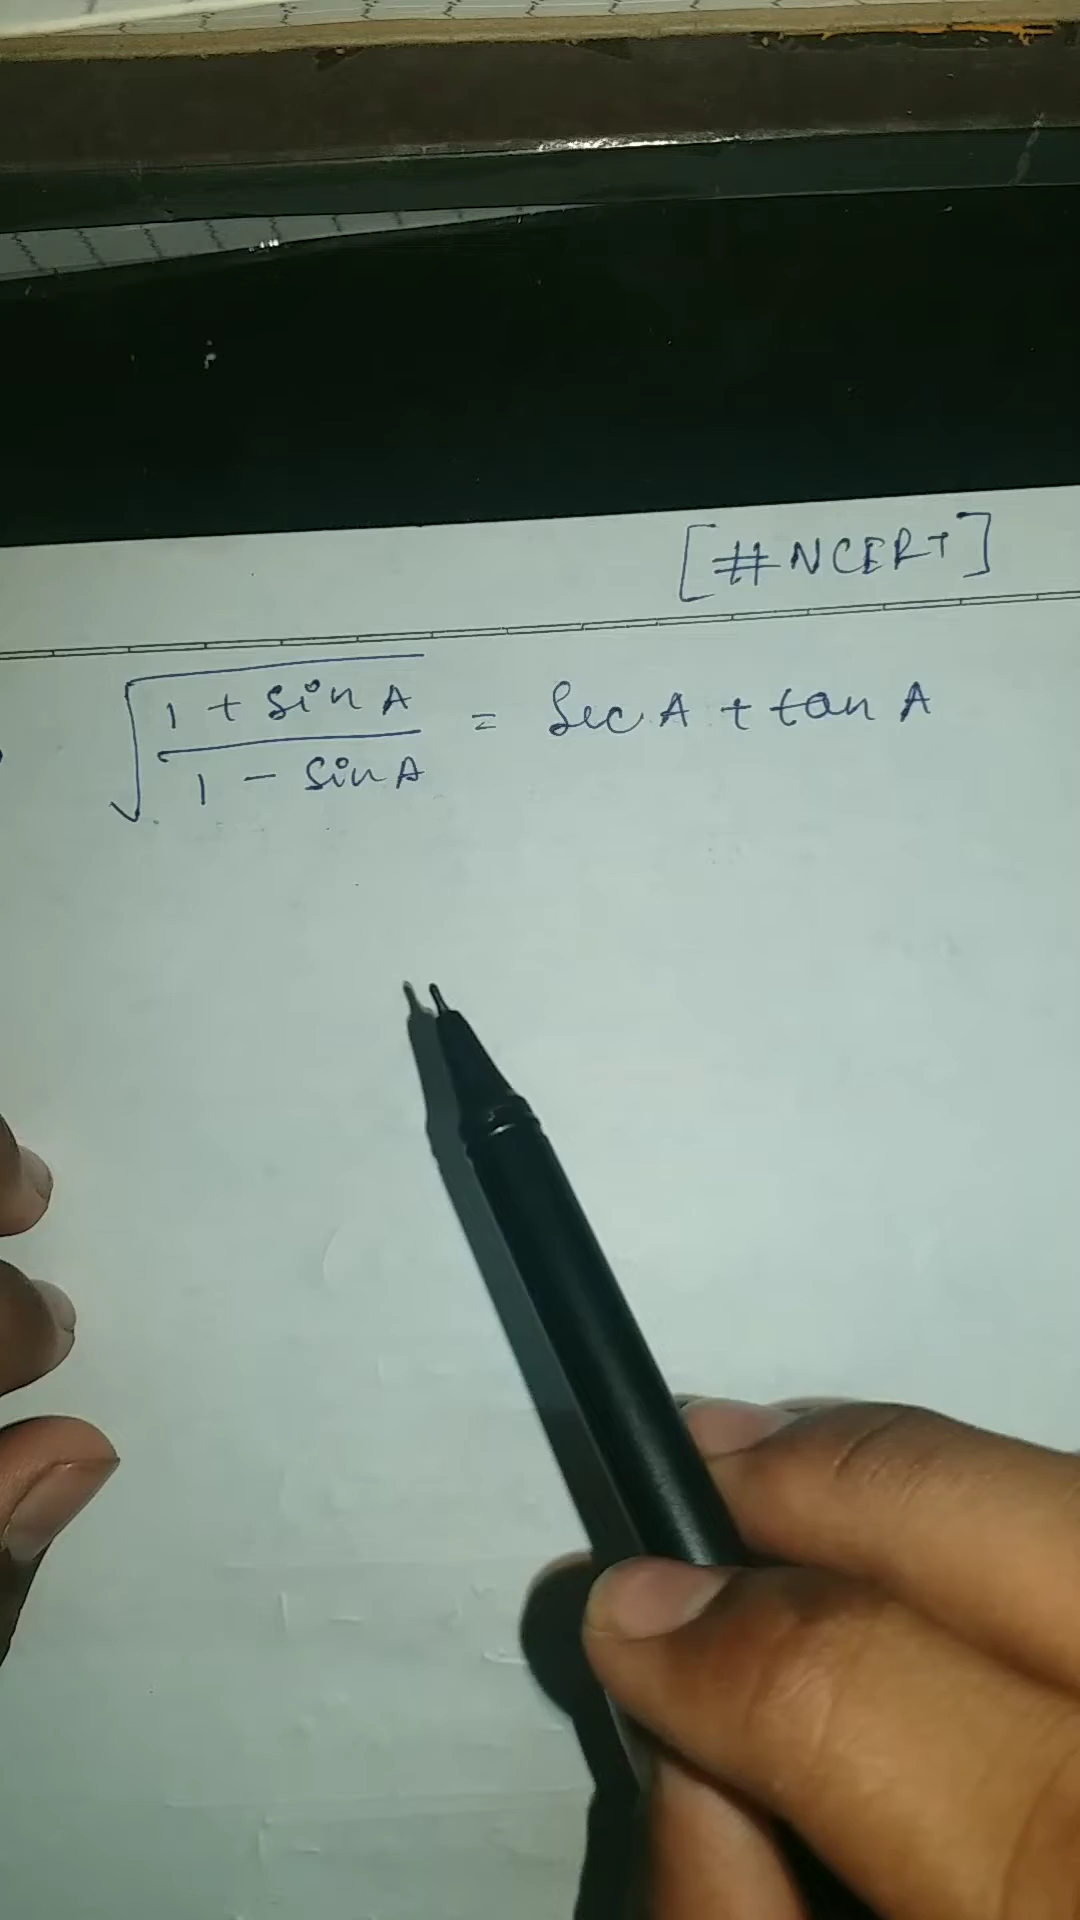 [#NCERT]
√((1 + sin A)/(1 - sin A)) = Sec A + tan A